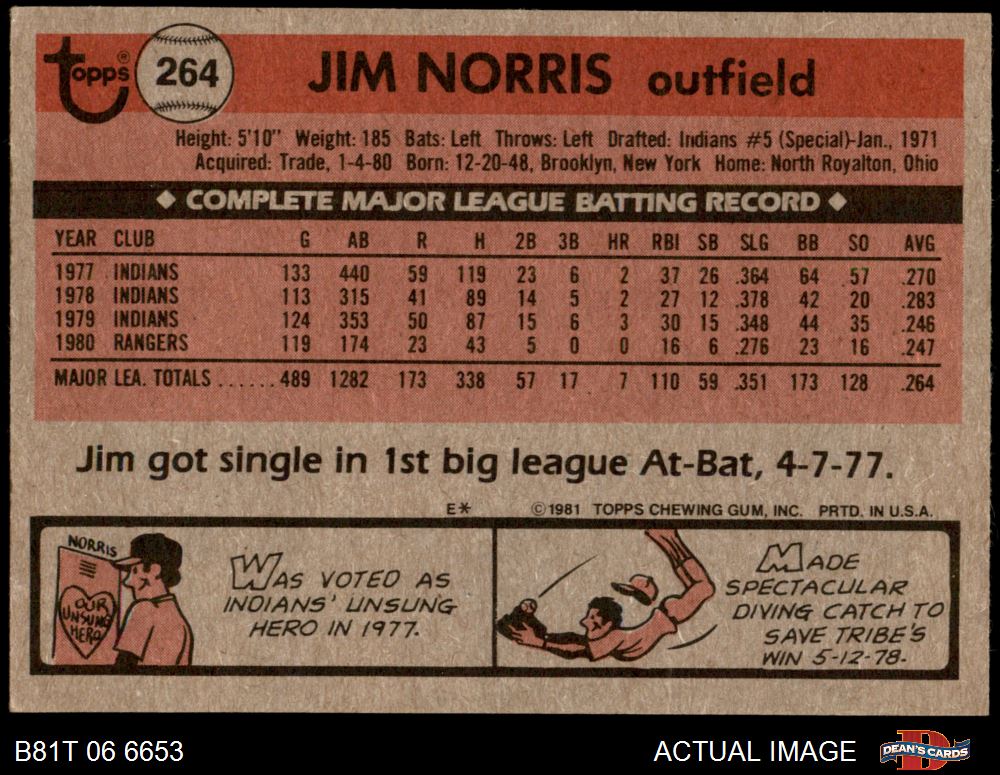 Topps® 264 JIM NORRIS outfield
Height: 5'10" Weight: 185 Bats: Left Throws: Left Drafted: Indians #5 (Special)-Jan., 1971
Acquired: Trade, 1-4-80 Born: 12-20-48, Brooklyn, New York Home: North Royalton, Ohio
◆ COMPLETE MAJOR LEAGUE BATTING RECORD ◆
YEAR CLUB G AB R H 2B 3B HR RBI SB SLG BB SO AVG
1977 INDIANS 133 440 59 119 23 6 2 37 26 .364 64 57 .270
1978 INDIANS 113 315 41 89 14 5 2 27 12 .378 42 20 .283
1979 INDIANS 124 353 50 87 15 6 3 30 15 .348 44 35 .246
1980 RANGERS 119 174 23 43 5 0 0 16 6 .276 23 16 .247
MAJOR LEA. TOTALS ...... 489 1282 173 338 57 17 7 110 59 .351 173 128 .264
Jim got single in 1st big league At-Bat, 4-7-77.
E* ©1981 TOPPS CHEWING GUM, INC. PRTD. IN U.S.A.
NORRIS
OUR
UNSUNG
HERO
WAS VOTED AS
INDIANS' UNSUNG
HERO IN 1977.
MADE
SPECTACULAR
DIVING CATCH TO
SAVE TRIBE'S
WIN 5-12-78.
B81T 06 6653 ACTUAL IMAGE DEAN'S CARDS